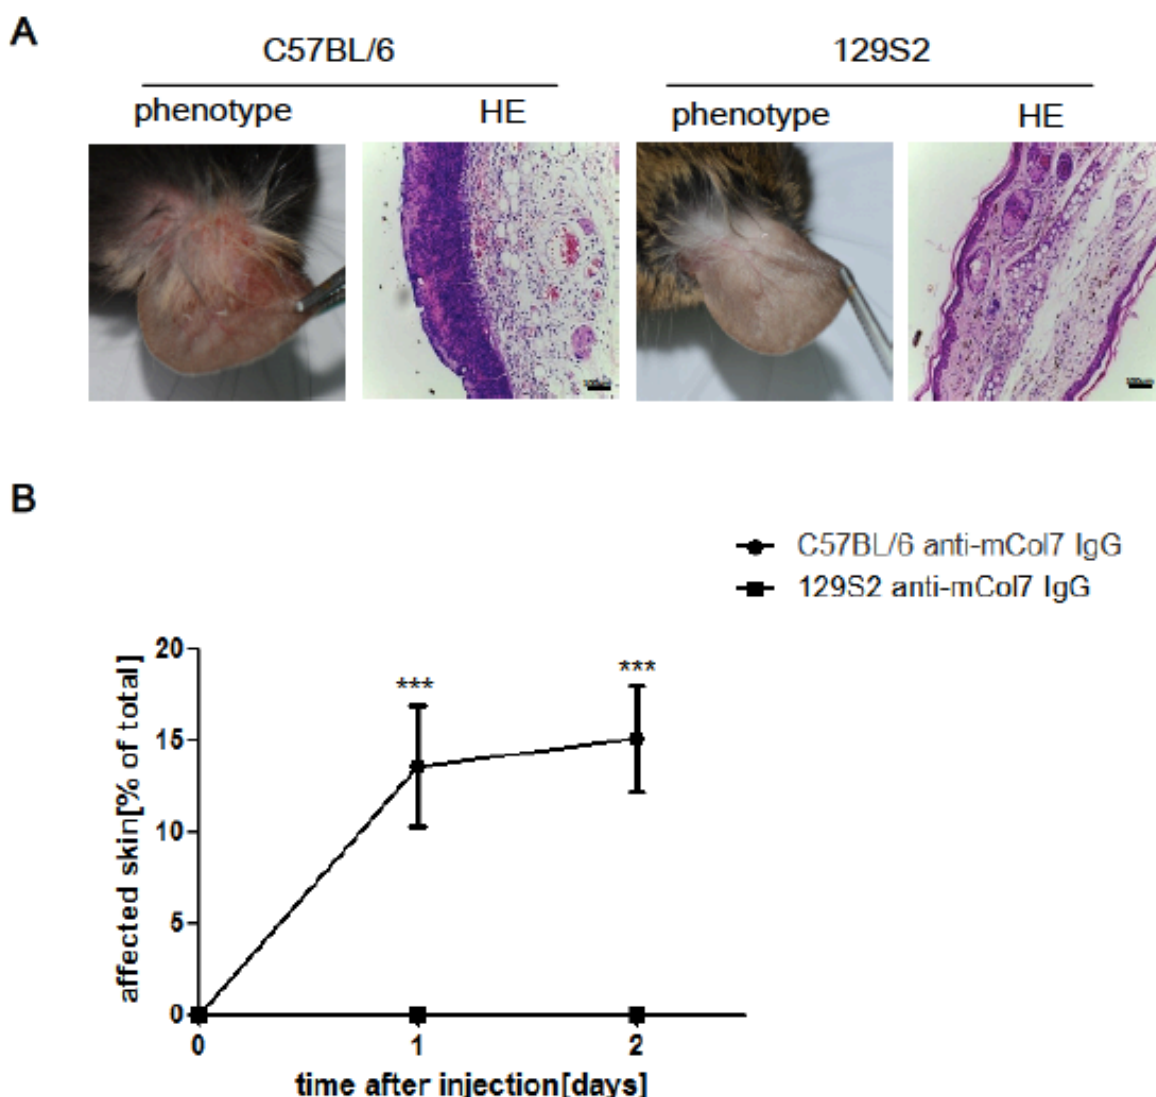 A
C57BL/6
129S2
phenotype
HE
phenotype
HE
B
C57BL/6 anti-mCol7 IgG
129S2 anti-mCol7 IgG
20
15
10
5
0
affected skin[% of total]
***
***
0
1
2
time after injection[days]